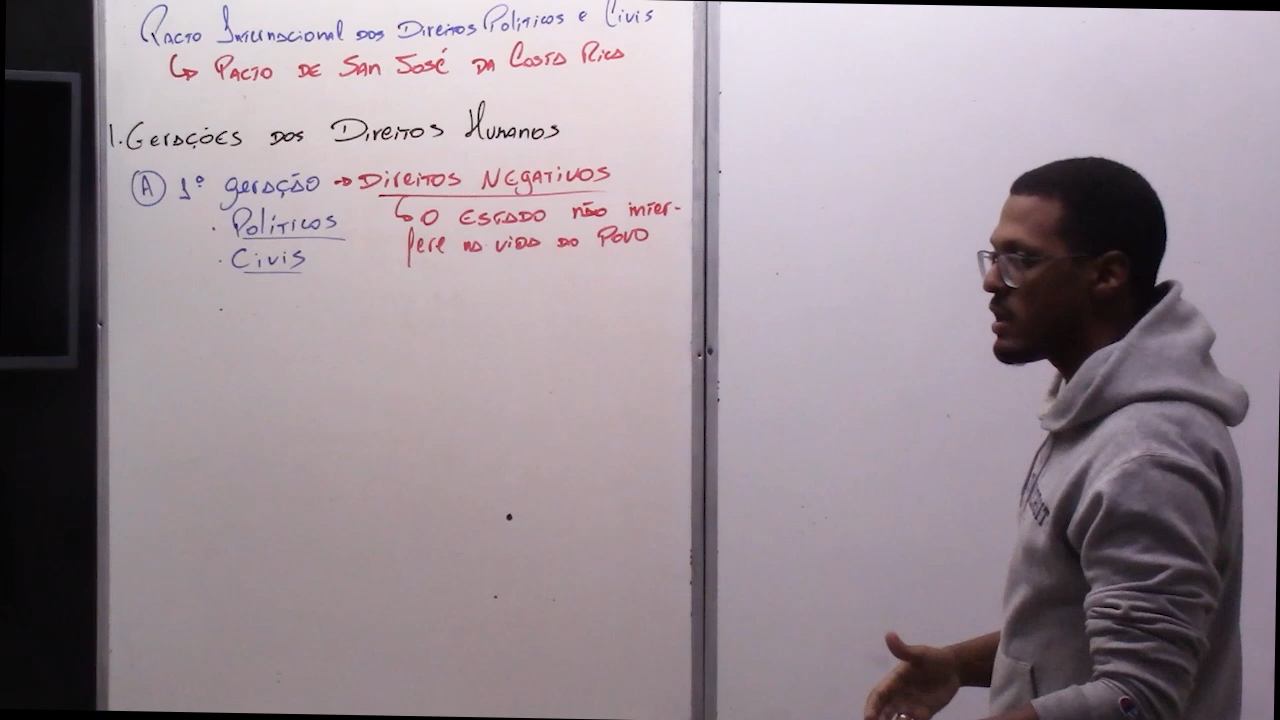 Pacto Internacional dos Direitos Políticos e Civis
↳ Pacto de San José da Costa Rica
1. Gerações dos Direitos Humanos
A 1º geração → Direitos Negativos
· Políticos
↳ O Estado não inter-
fere na vida do Povo
· Civis